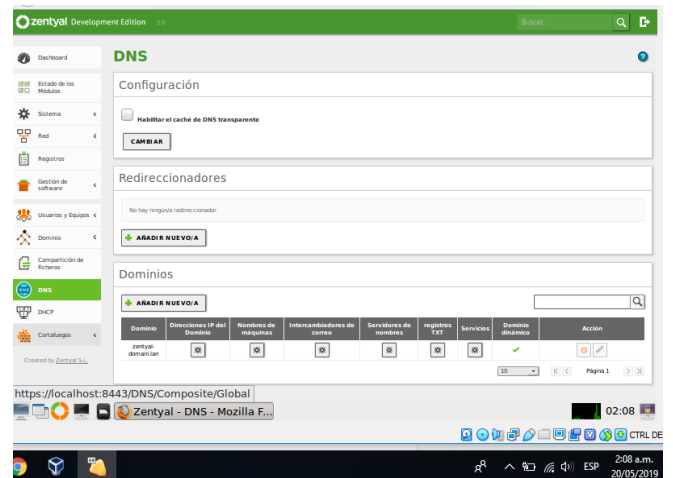 zentyal Development Edition 5.0
Buscar...
Dashboard
Estado de los Módulos
Sistema
Red
Registros
Gestión de software
Usuarios y Equipos
Dominio
Compartición de Ficheros
DNS
DHCP
Cortafuegos
Created by Zentyal S.L.
DNS
Configuración
Habilitar el caché de DNS transparente
CAMBIAR
Redireccionadores
No hay ningún/a redireccionador
AÑADIR NUEVO/A
Dominios
AÑADIR NUEVO/A
Dominio Direcciones IP del Dominio Nombres de máquinas Intercambiadores de correo Servidores de nombres registros TXT Servicios Dominio dinámico Acción
zentyal-domain.lan
10 Página 1
https://localhost:8443/DNS/Composite/Global
Zentyal - DNS - Mozilla F...
02:08
CTRL DE
ESP
2:08 a.m.
20/05/2019